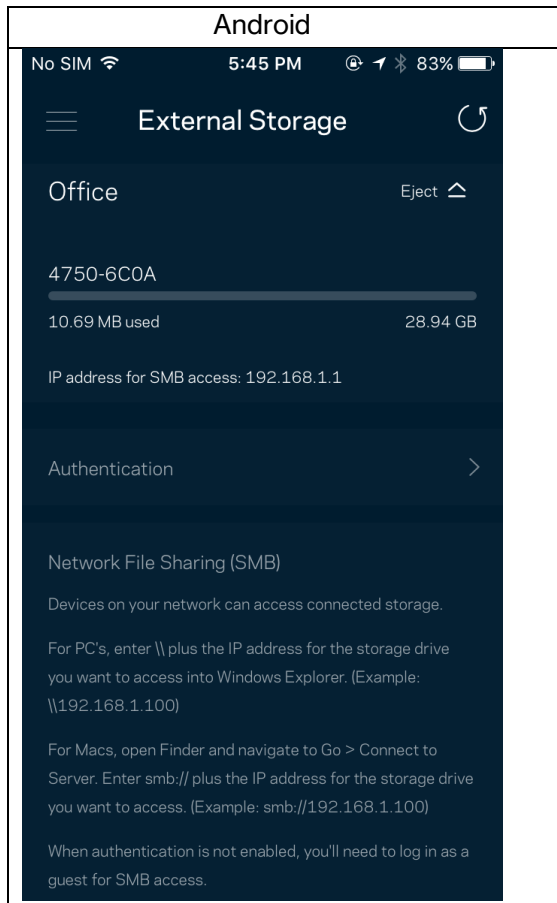 Android
No SIM 5:45 PM 83%
External Storage
Office Eject
4750-6C0A
10.69 MB used 28.94 GB
IP address for SMB access: 192.168.1.1
Authentication
Network File Sharing (SMB)
Devices on your network can access connected storage.
For PC's, enter \\ plus the IP address for the storage drive
you want to access into Windows Explorer. (Example:
\\192.168.1.100)
For Macs, open Finder and navigate to Go > Connect to
Server. Enter smb:// plus the IP address for the storage drive
you want to access. (Example: smb://192.168.1.100)
When authentication is not enabled, you'll need to log in as a
guest for SMB access.